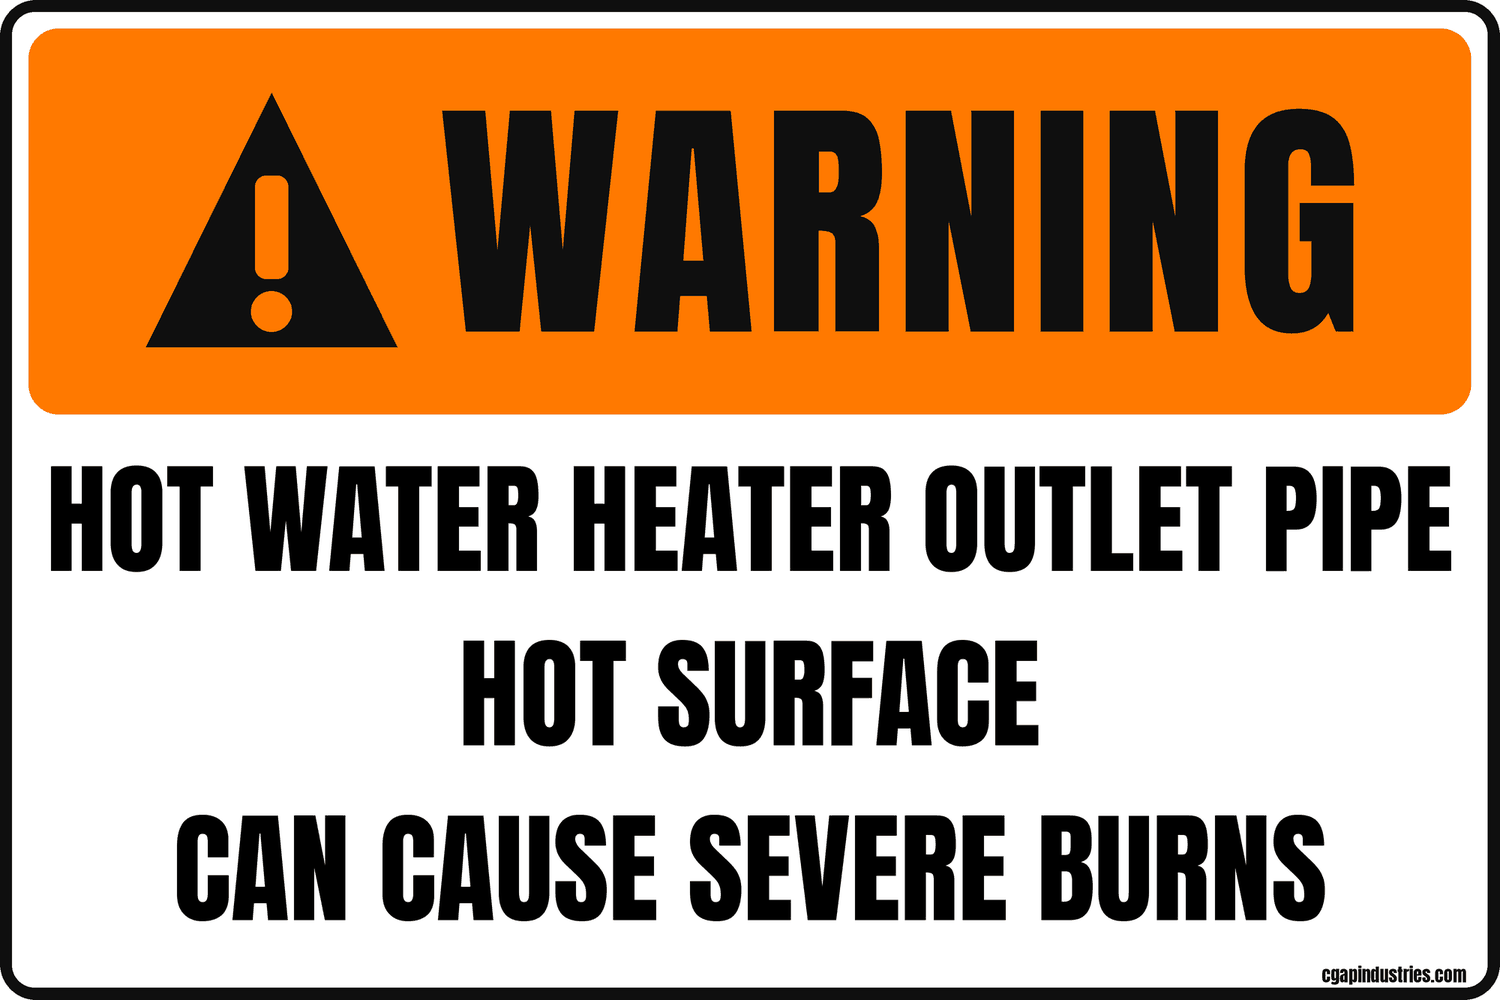 WARNING
HOT WATER HEATER OUTLET PIPE
HOT SURFACE
CAN CAUSE SEVERE BURNS
cgapindustries.com